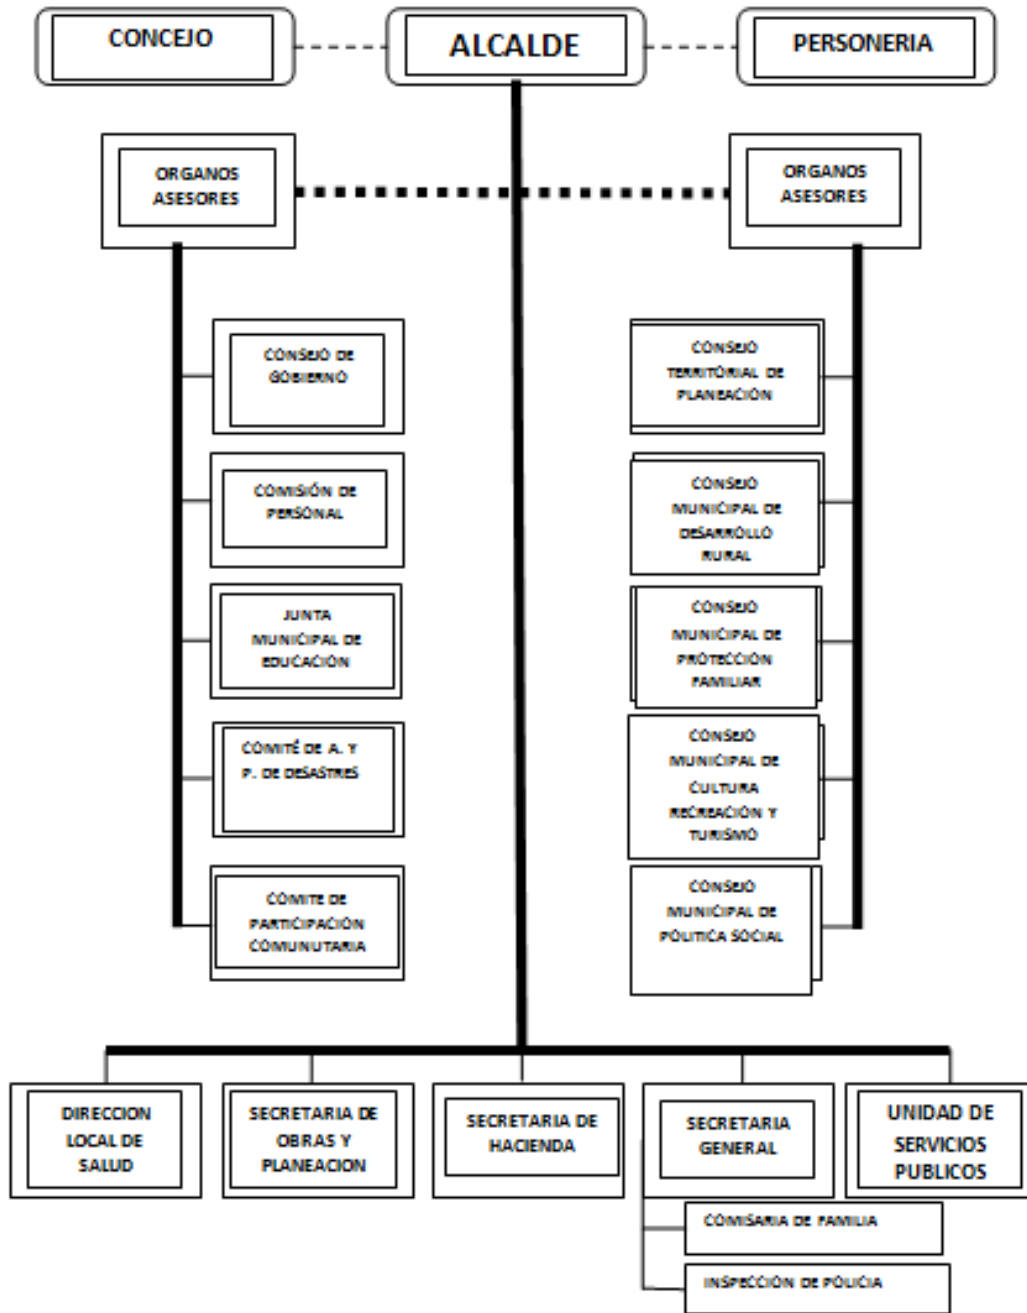 CONCEJO
ALCALDE
PERSONERIA
ORGANOS
ASESORES
ORGANOS
ASESORES
CONSEJO DE
GOBIERNO
COMISIÓN DE
PERSONAL
JUNTA
MUNICIPAL DE
EDUCACIÓN
COMITÉ DE A. Y
P. DE DESASTRES
COMITE DE
PARTICIPACIÓN
COMUNUTARIA
CONSEJO
TERRITORIAL DE
PLANEACIÓN
CONSEJO
MUNICIPAL DE
DESARROLLO
RURAL
CONSEJO
MUNICIPAL DE
PROTECCIÓN
FAMILIAR
CONSEJO
MUNICIPAL DE
CULTURA
RECREACIÓN Y
TURISMO
CONSEJO
MUNICIPAL DE
POLITICA SOCIAL
DIRECCION
LOCAL DE
SALUD
SECRETARIA DE
OBRAS Y
PLANEACION
SECRETARIA DE
HACIENDA
SECRETARIA
GENERAL
UNIDAD DE
SERVICIOS
PUBLICOS
COMISARIA DE FAMILIA
INSPECCIÓN DE POLICIA